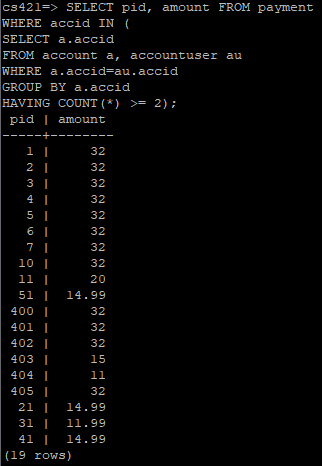 cs421=> SELECT pid, amount FROM payment
WHERE accid IN (
SELECT a.accid
FROM account a, accountuser au
WHERE a.accid=au.accid
GROUP BY a.accid
HAVING COUNT(*) >= 2);
 pid | amount
-----+--------
   1 |     32
   2 |     32
   3 |     32
   4 |     32
   5 |     32
   6 |     32
   7 |     32
  10 |     32
  11 |     20
  51 |  14.99
 400 |     32
 401 |     32
 402 |     32
 403 |     15
 404 |     11
 405 |     32
  21 |  14.99
  31 |  11.99
  41 |  14.99
(19 rows)